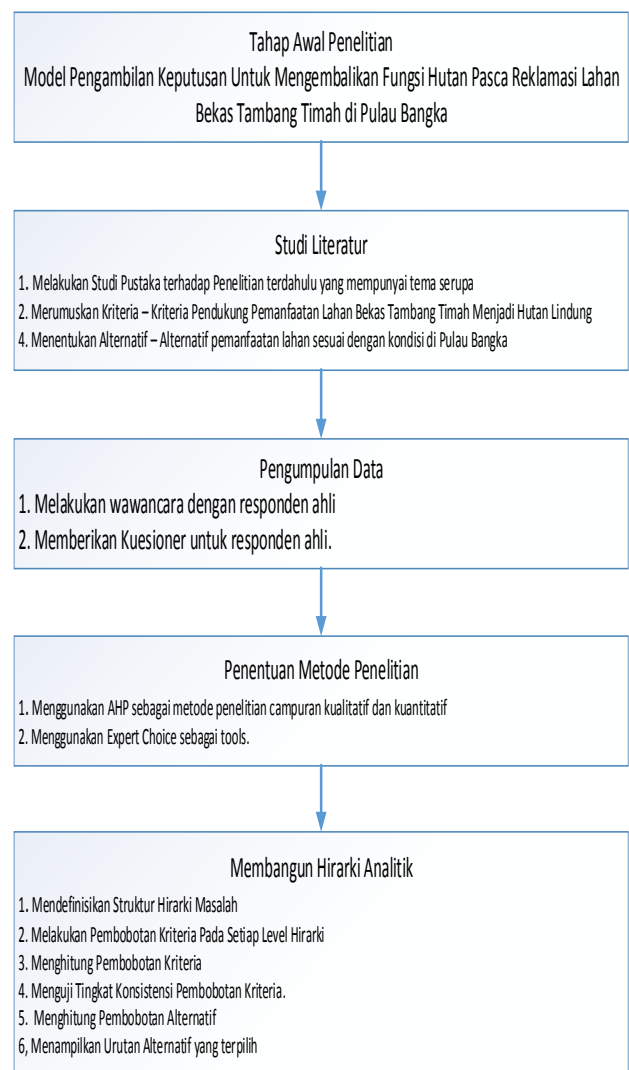 Tahap Awal Penelitian
Model Pengambilan Keputusan Untuk Mengembalikan Fungsi Hutan Pasca Reklamasi Lahan
Bekas Tambang Timah di Pulau Bangka
Studi Literatur
1. Melakukan Studi Pustaka terhadap Penelitian terdahulu yang mempunyai tema serupa
2. Merumuskan Kriteria – Kriteria Pendukung Pemanfaatan Lahan Bekas Tambang Timah Menjadi Hutan Lindung
4. Menentukan Alternatif – Alternatif pemanfaatan lahan sesuai dengan kondisi di Pulau Bangka
Pengumpulan Data
1. Melakukan wawancara dengan responden ahli
2. Memberikan Kuesioner untuk responden ahli.
Penentuan Metode Penelitian
1. Menggunakan AHP sebagai metode penelitian campuran kualitatif dan kuantitatif
2. Menggunakan Expert Choice sebagai tools.
Membangun Hirarki Analitik
1. Mendefinisikan Struktur Hirarki Masalah
2. Melakukan Pembobotan Kriteria Pada Setiap Level Hirarki
3. Menghitung Pembobotan Kriteria
4. Menguji Tingkat Konsistensi Pembobotan Kriteria.
5. Menghitung Pembobotan Alternatif
6, Menampilkan Urutan Alternatif yang terpilih